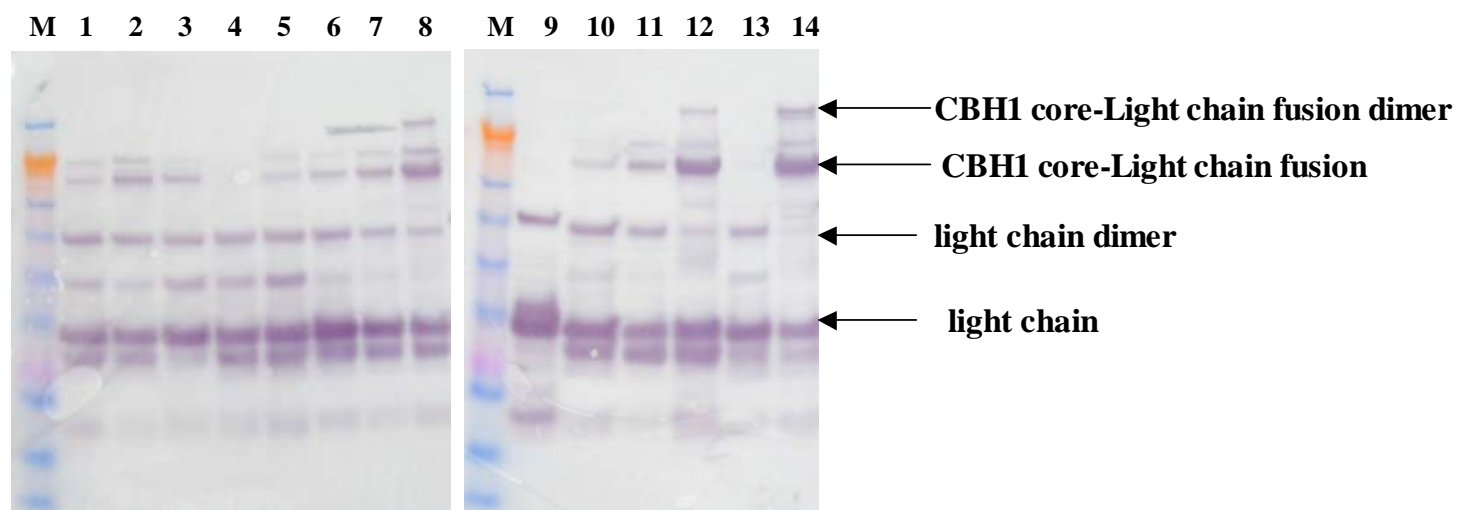 M 1 2 3 4 5 6 7 8 M 9 10 11 12 13 14
CBH1 core-Light chain fusion dimer
CBH1 core-Light chain fusion
light chain dimer
light chain